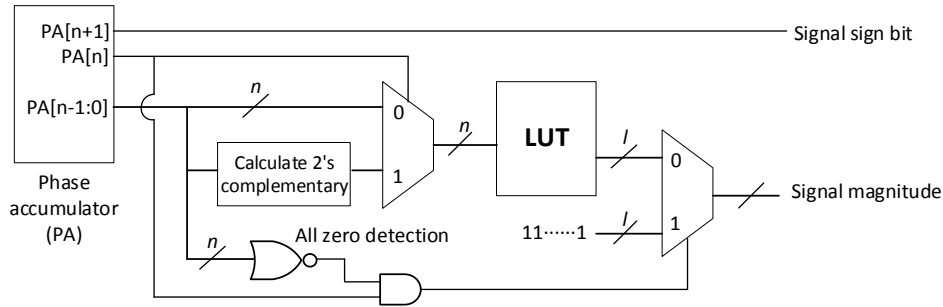 PA[n+1]
Signal sign bit
PA[n]
PA[n-1:0]
n
0
n
LUT
l
0
Calculate 2's
complementary
1
Signal magnitude
Phase
accumulator
(PA)
n
All zero detection
11······1
l
1